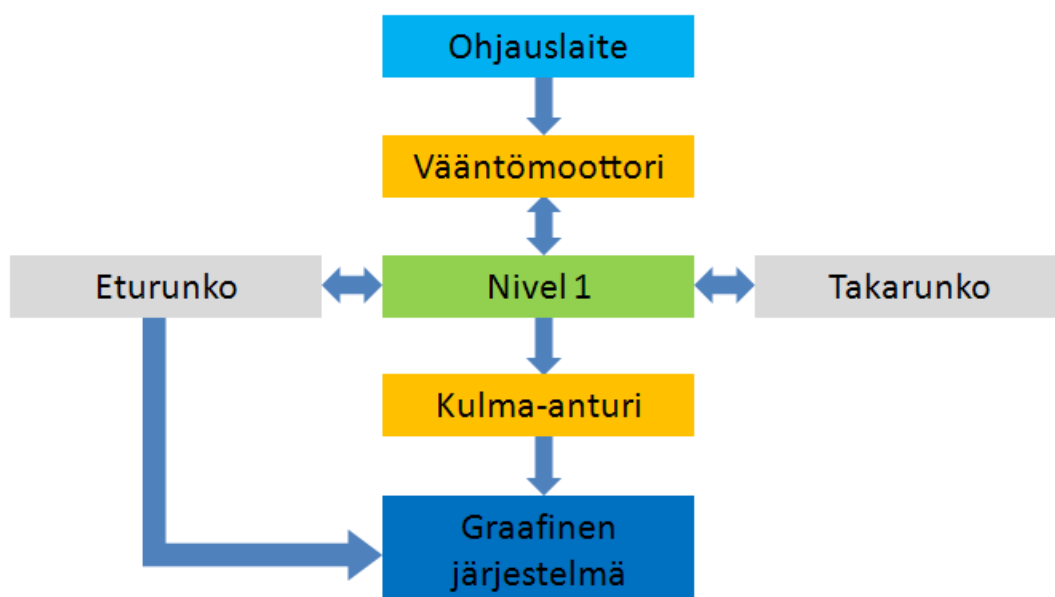 Ohjauslaite
Vääntömoottori
Eturunko
Nivel 1
Takarunko
Kulma-anturi
Graafinen
järjestelmä